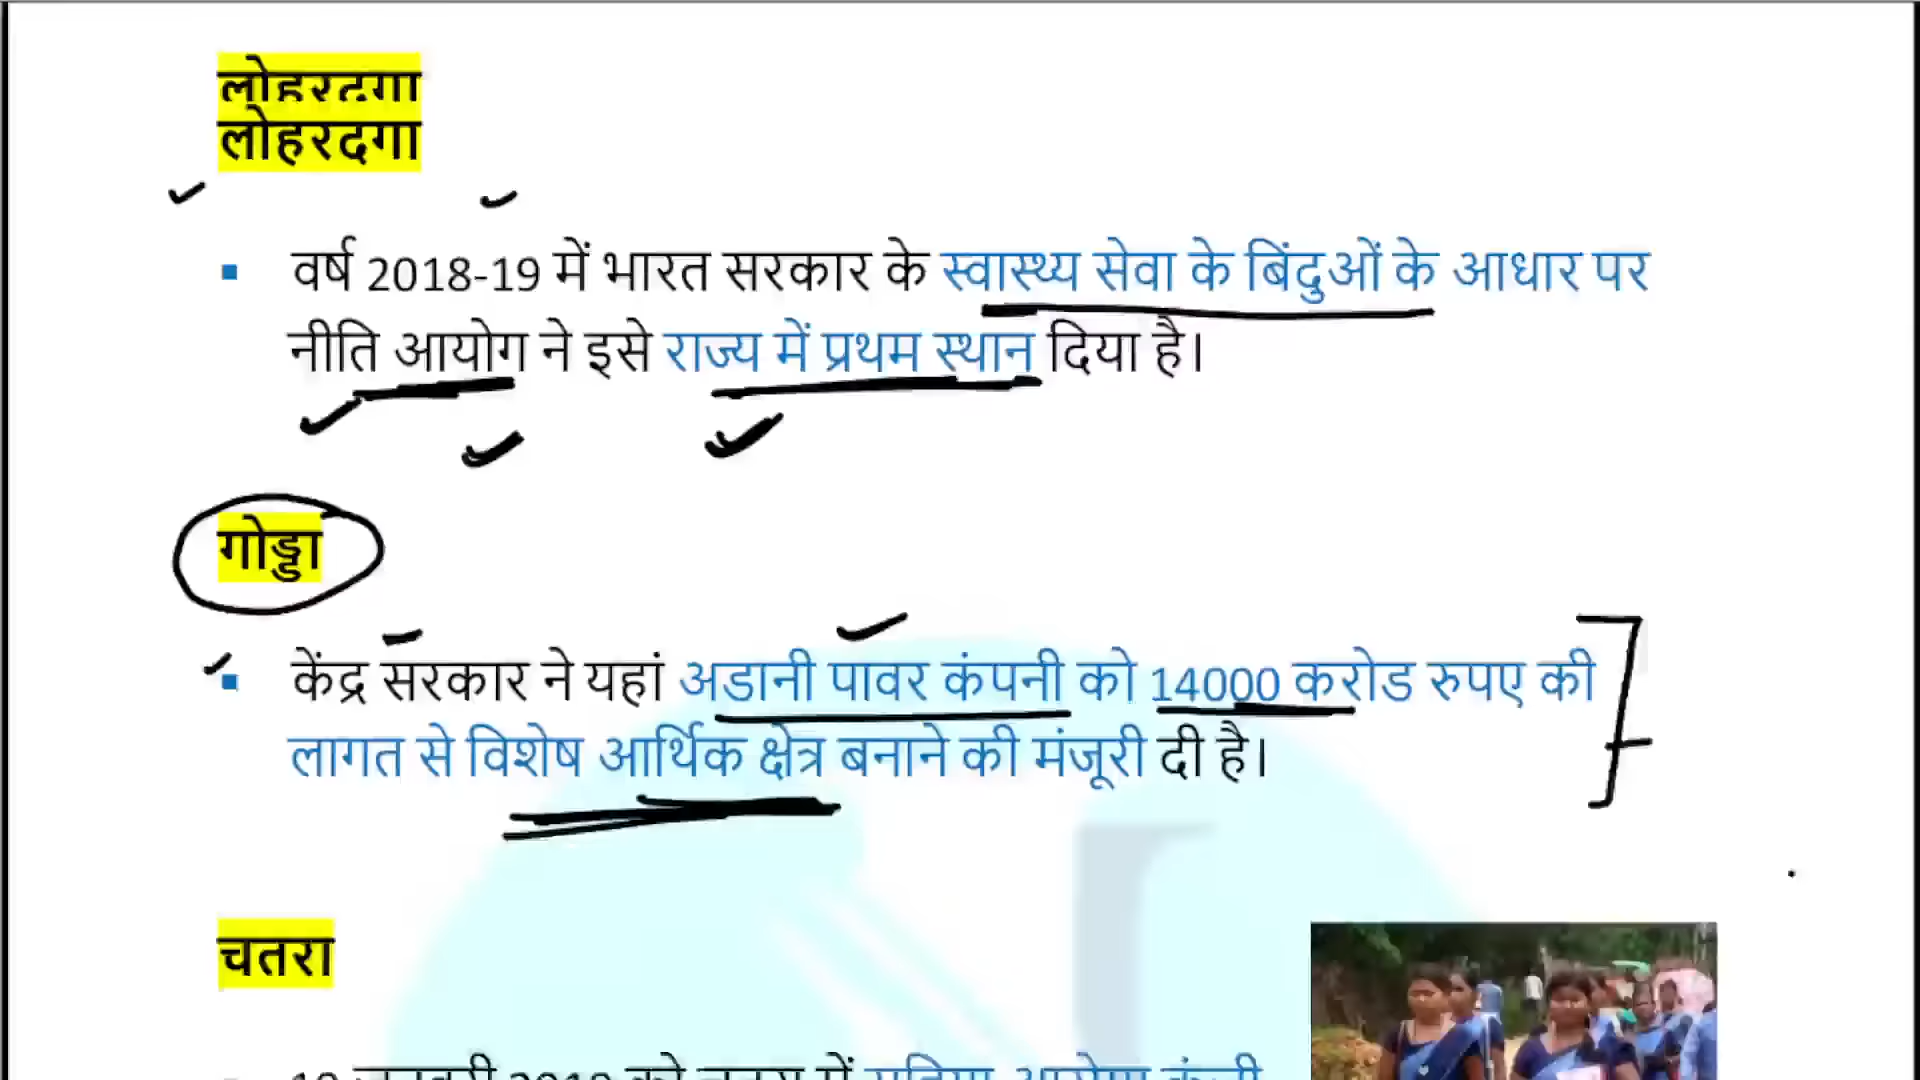 लोहरदगा
लोहरदगा
वर्ष 2018-19 में भारत सरकार के स्वास्थ्य सेवा के बिंदुओं के आधार पर
नीति आयोग ने इसे राज्य में प्रथम स्थान दिया है।
गोड्डा
केंद्र सरकार ने यहां अडानी पावर कंपनी को 14000 करोड रुपए की
लागत से विशेष आर्थिक क्षेत्र बनाने की मंजूरी दी है।
चतरा
को में